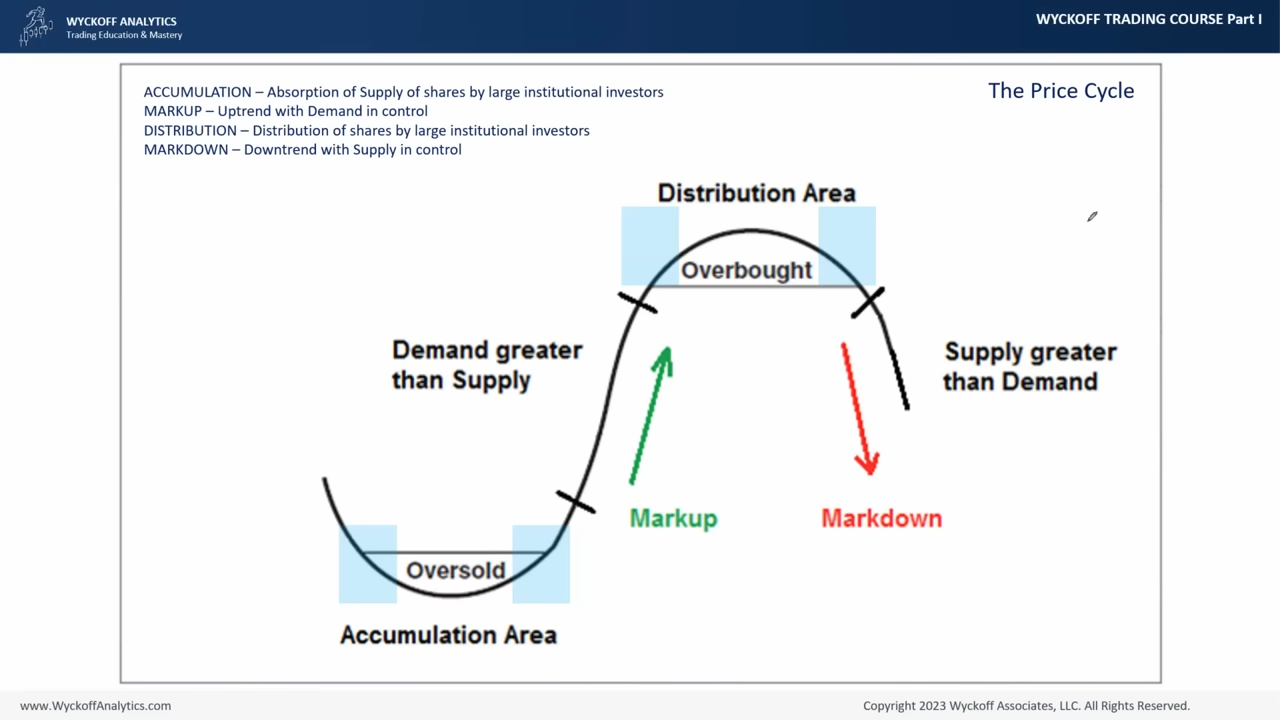 WYCKOFF ANALYTICS
Trading Education & Mastery
WYCKOFF TRADING COURSE Part I
The Price Cycle
ACCUMULATION – Absorption of Supply of shares by large institutional investors
MARKUP – Uptrend with Demand in control
DISTRIBUTION – Distribution of shares by large institutional investors
MARKDOWN – Downtrend with Supply in control
Distribution Area
Overbought
Demand greater
than Supply
Supply greater
than Demand
Markup
Markdown
Oversold
Accumulation Area
www.WyckoffAnalytics.com
Copyright 2023 Wyckoff Associates, LLC. All Rights Reserved.